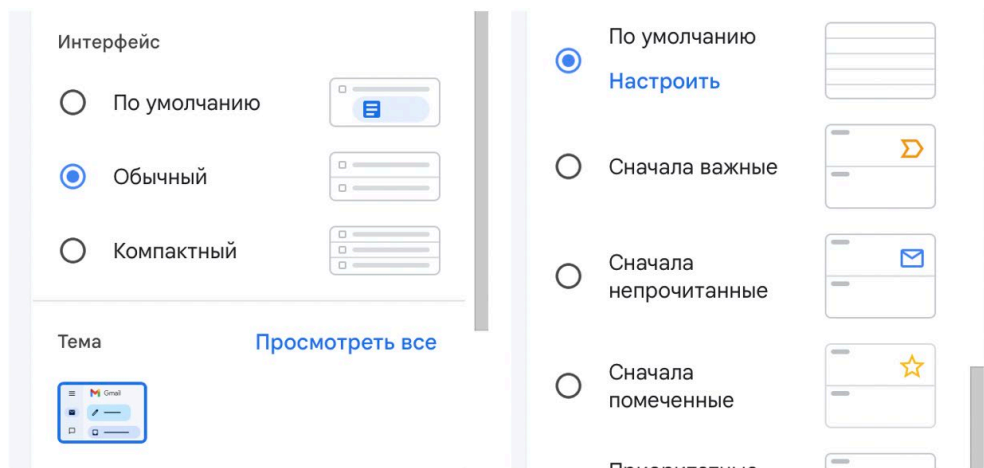 Интерфейс
По умолчанию
Обычный
Компактный
Тема
Просмотреть все
Gmail
По умолчанию
Настроить
Сначала важные
Сначала
непрочитанные
Сначала
помеченные